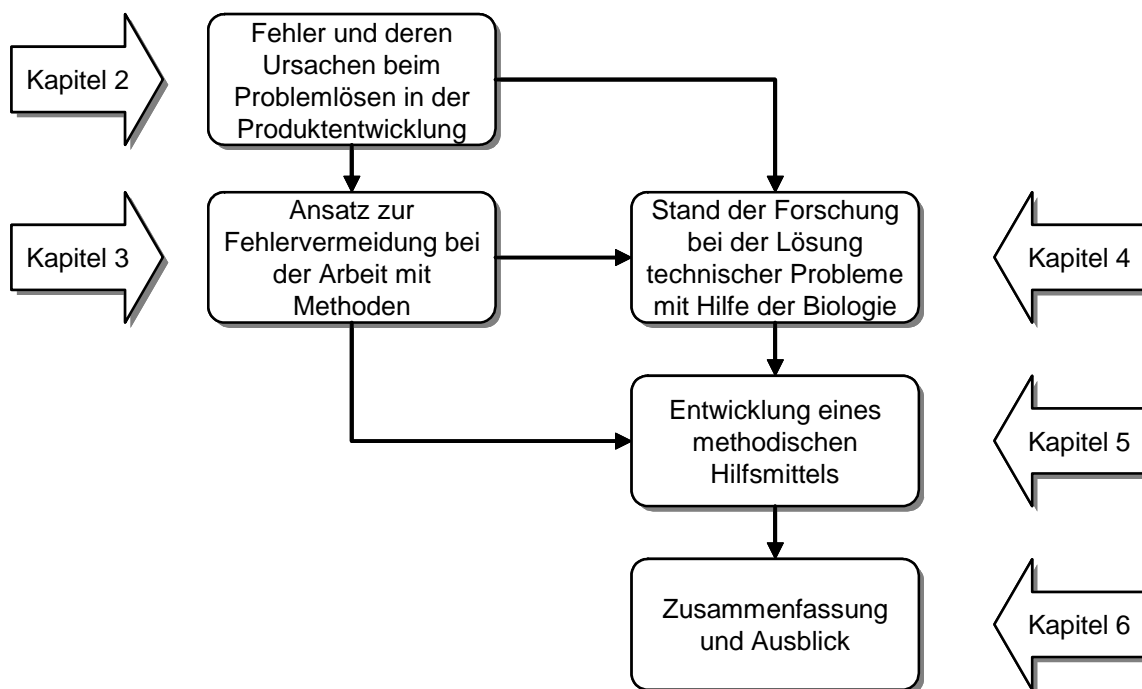 Kapitel 2
Fehler und deren
Ursachen beim
Problemlösen in der
Produktentwicklung
Kapitel 3
Ansatz zur
Fehlervermeidung bei
der Arbeit mit
Methoden
Stand der Forschung
bei der Lösung
technischer Probleme
mit Hilfe der Biologie
Kapitel 4
Entwicklung eines
methodischen
Hilfsmittels
Kapitel 5
Zusammenfassung
und Ausblick
Kapitel 6